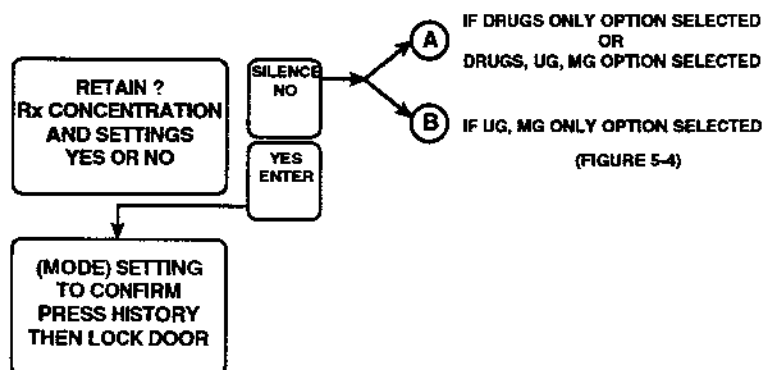 RETAIN ?
Rx CONCENTRATION
AND SETTINGS
YES OR NO
SILENCE
NO
YES
ENTER
A
IF DRUGS ONLY OPTION SELECTED
OR
DRUGS, UG, MG OPTION SELECTED
B
IF UG, MG ONLY OPTION SELECTED
(FIGURE 5-4)
(MODE) SETTING
TO CONFIRM
PRESS HISTORY
THEN LOCK DOOR